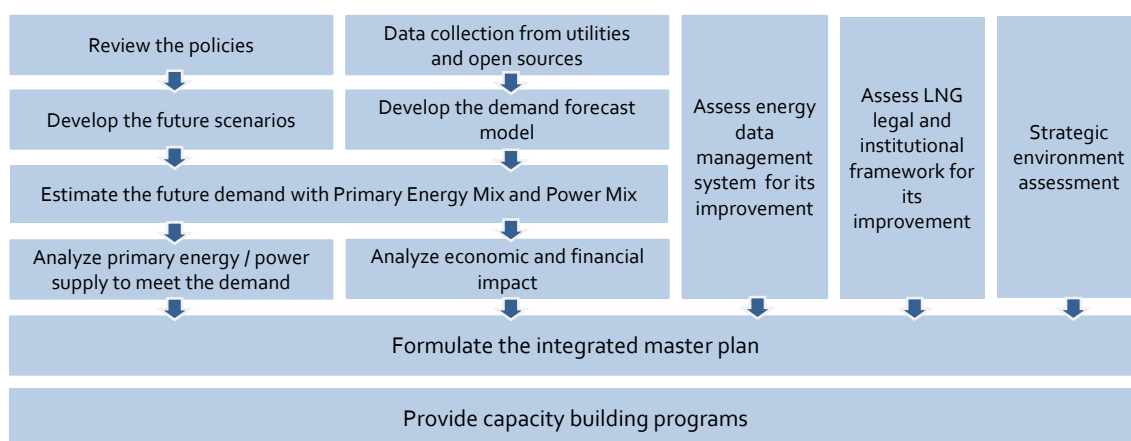 Review the policies
Data collection from utilities
and open sources
Develop the future scenarios
Develop the demand forecast
model
Estimate the future demand with Primary Energy Mix and Power Mix
Analyze primary energy / power
supply to meet the demand
Analyze economic and financial
impact
Assess energy
data
management
system for its
improvement
Assess LNG
legal and
institutional
framework for
its
improvement
Strategic
environment
assessment
Formulate the integrated master plan
Provide capacity building programs